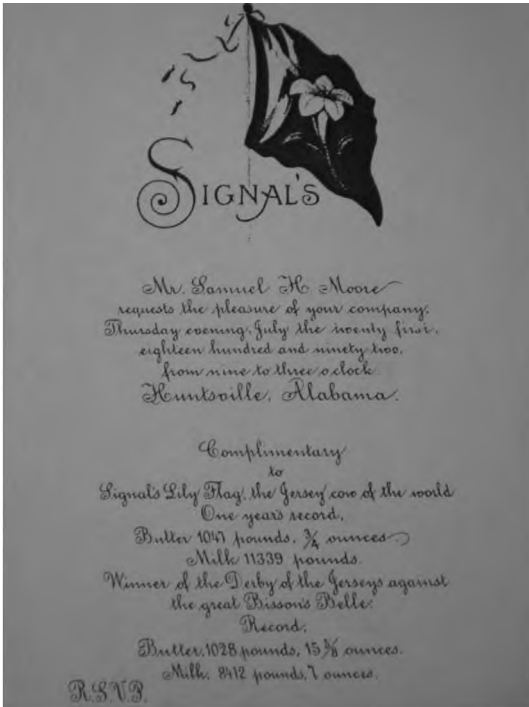 SIGNAL'S
Mr. Samuel H. Moore
requests the pleasure of your company,
Thursday evening, July the twenty first,
eighteen hundred and ninety two,
from nine to three o'clock.
Huntsville, Alabama.
Complimentary
to
Signal's Lily Flag, the Jersey cow of the world
One year's record,
Butter 1047 pounds, 3/4 ounces
Milk 11339 pounds.
Winner of the Derby of the Jerseys against
the great Bisson's Belle.
Record,
Butter, 1028 pounds, 15 3/5 ounces.
Milk, 8412 pounds, 7 ounces.
R.S.V.P.